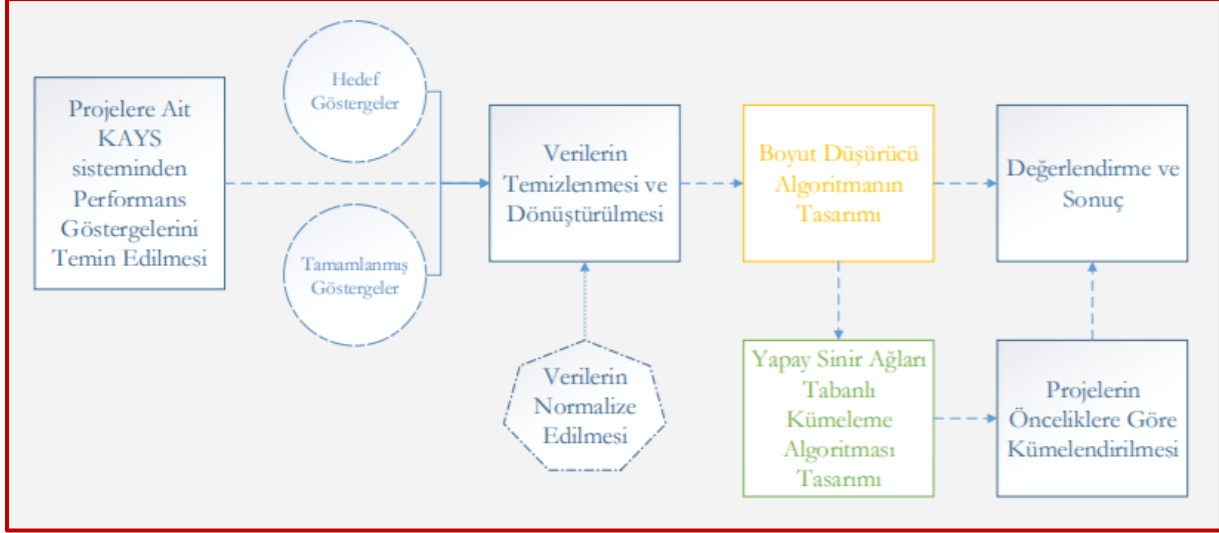 Projelere Ait
KAYS
sisteminden
Performans
Göstergelerini
Temin Edilmesi
Hedef
Göstergeler
Tamamlanmış
Göstergeler
Verilerin
Temizlenmesi ve
Dönüştürülmesi
Verilerin
Normalize
Edilmesi
Boyut Düşürücü
Algoritmanın
Tasarımı
Yapay Sinir Ağları
Tabanlı
Kümeleme
Algoritması
Tasarımı
Değerlendirme ve
Sonuç
Projelerin
Önceliklere Göre
Kümelendirilmesi